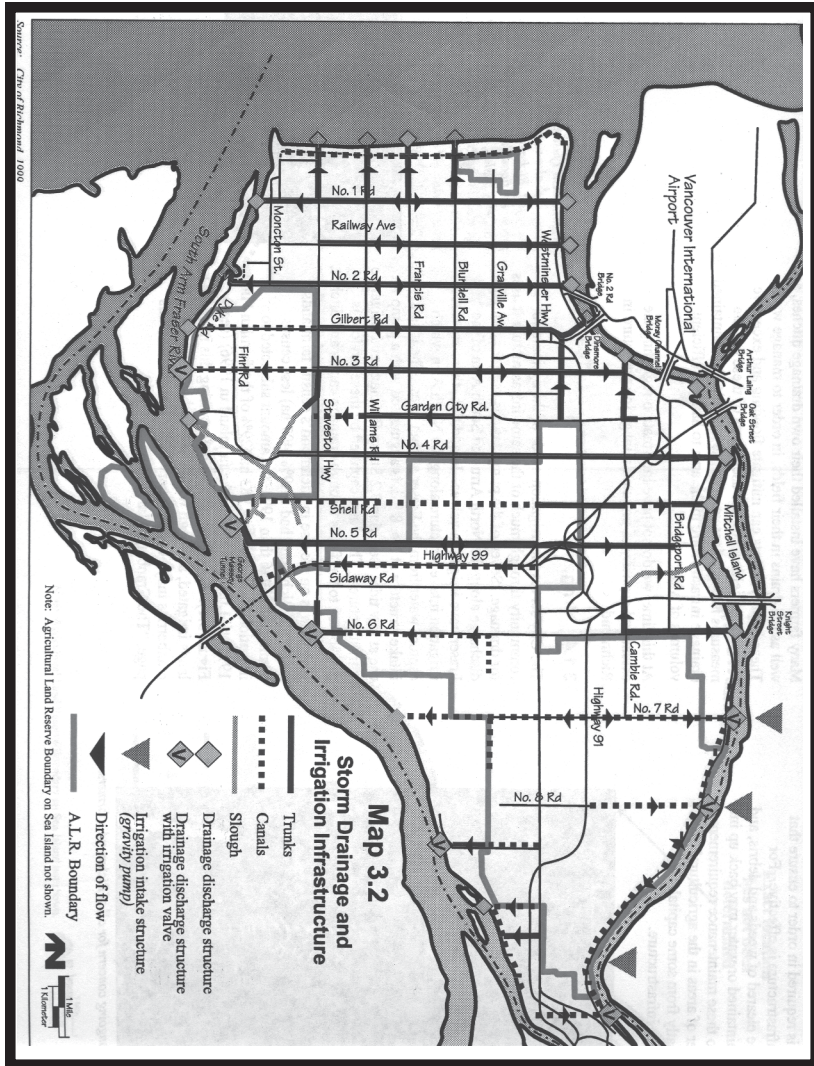 Source: City of Richmond 1999
Vancouver International
Airport
Arthur Laing
Bridge
Oak Street
Bridge
Moray Channel
Bridge
No. 2 Rd
Bridge
Dinsmore
Bridge
Mitchell Island
Knight
Street
Bridge
Bridgeport Rd
Cambie Rd.
Westminster Hwy
Granville Av
Blundell Rd
Francis Rd
Williams Rd
Steveston Hwy
Moncton St.
Finn Rd
Dyke Rd
South Arm Fraser River
No. 1 Rd
Railway Ave
No. 2 Rd
Gilbert Rd
No. 3 Rd
Garden City Rd.
No. 4 Rd
Shell Rd
No. 5 Rd
Highway 99
Sidaway Rd
No. 6 Rd
No. 7 Rd
Highway 91
No. 8 Rd
George
Massey
Tunnel
Map 3.2
Storm Drainage and
Irrigation Infrastructure
Trunks
Canals
Slough
Drainage discharge structure
V
Drainage discharge structure
with irrigation valve
Irrigation intake structure
(gravity pump)
Direction of flow
A.L.R. Boundary
Note: Agricultural Land Reserve Boundary on Sea Island not shown.
N
1 Mile
1 Kilometer